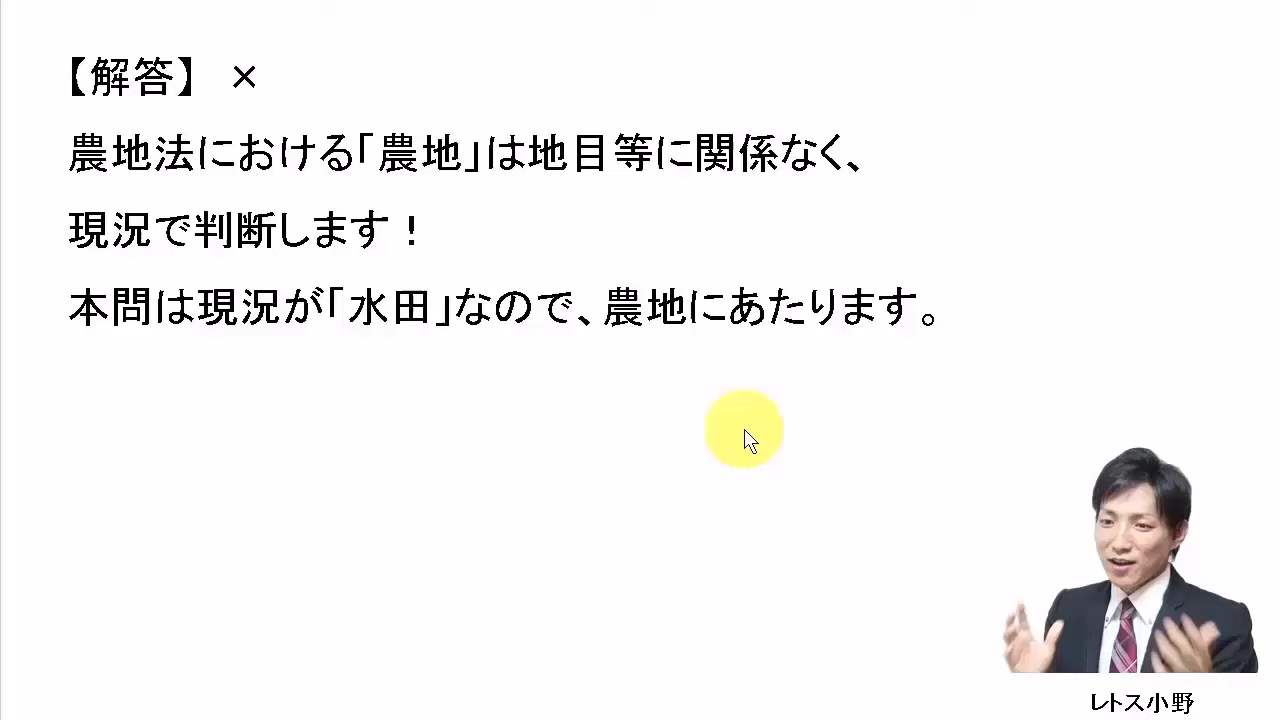 【解答】　×
農地法における「農地」は地目等に関係なく、
現況で判断します！
本問は現況が「水田」なので、農地にあたります。
レトス小野